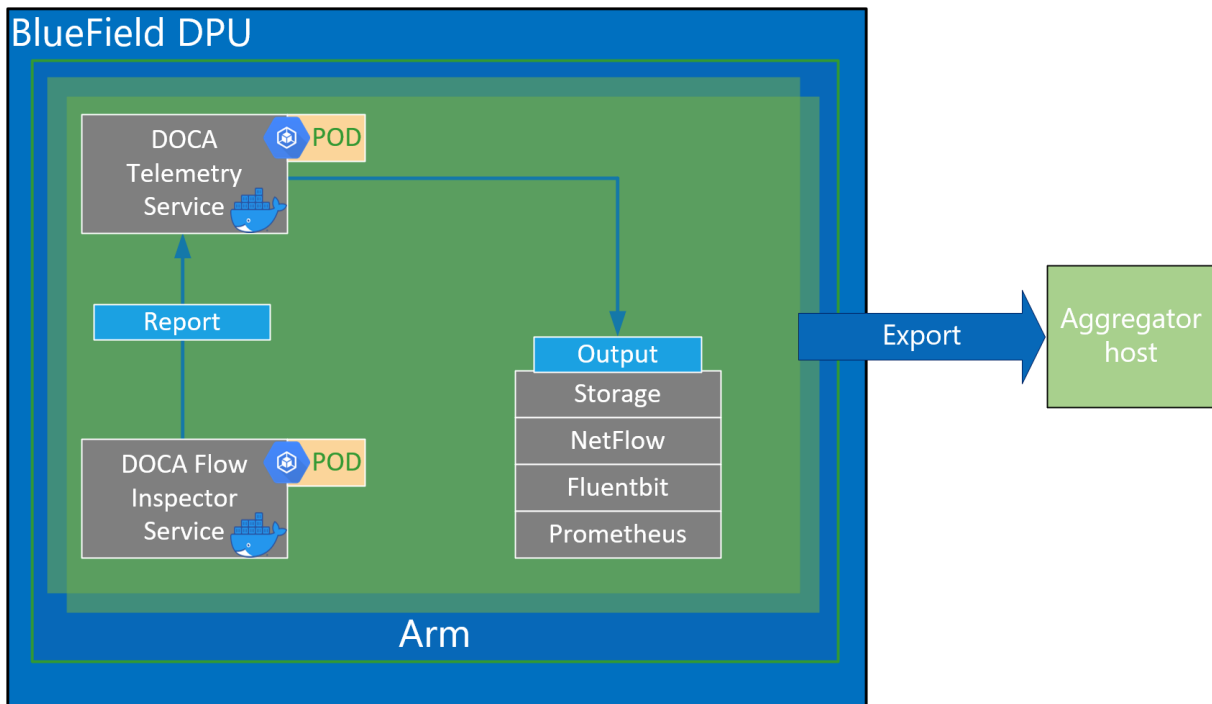 BlueField DPU
DOCA
Telemetry
Service
POD
Report
DOCA Flow
Inspector
Service
POD
Output
Storage
NetFlow
Fluentbit
Prometheus
Arm
Export
Aggregator
host